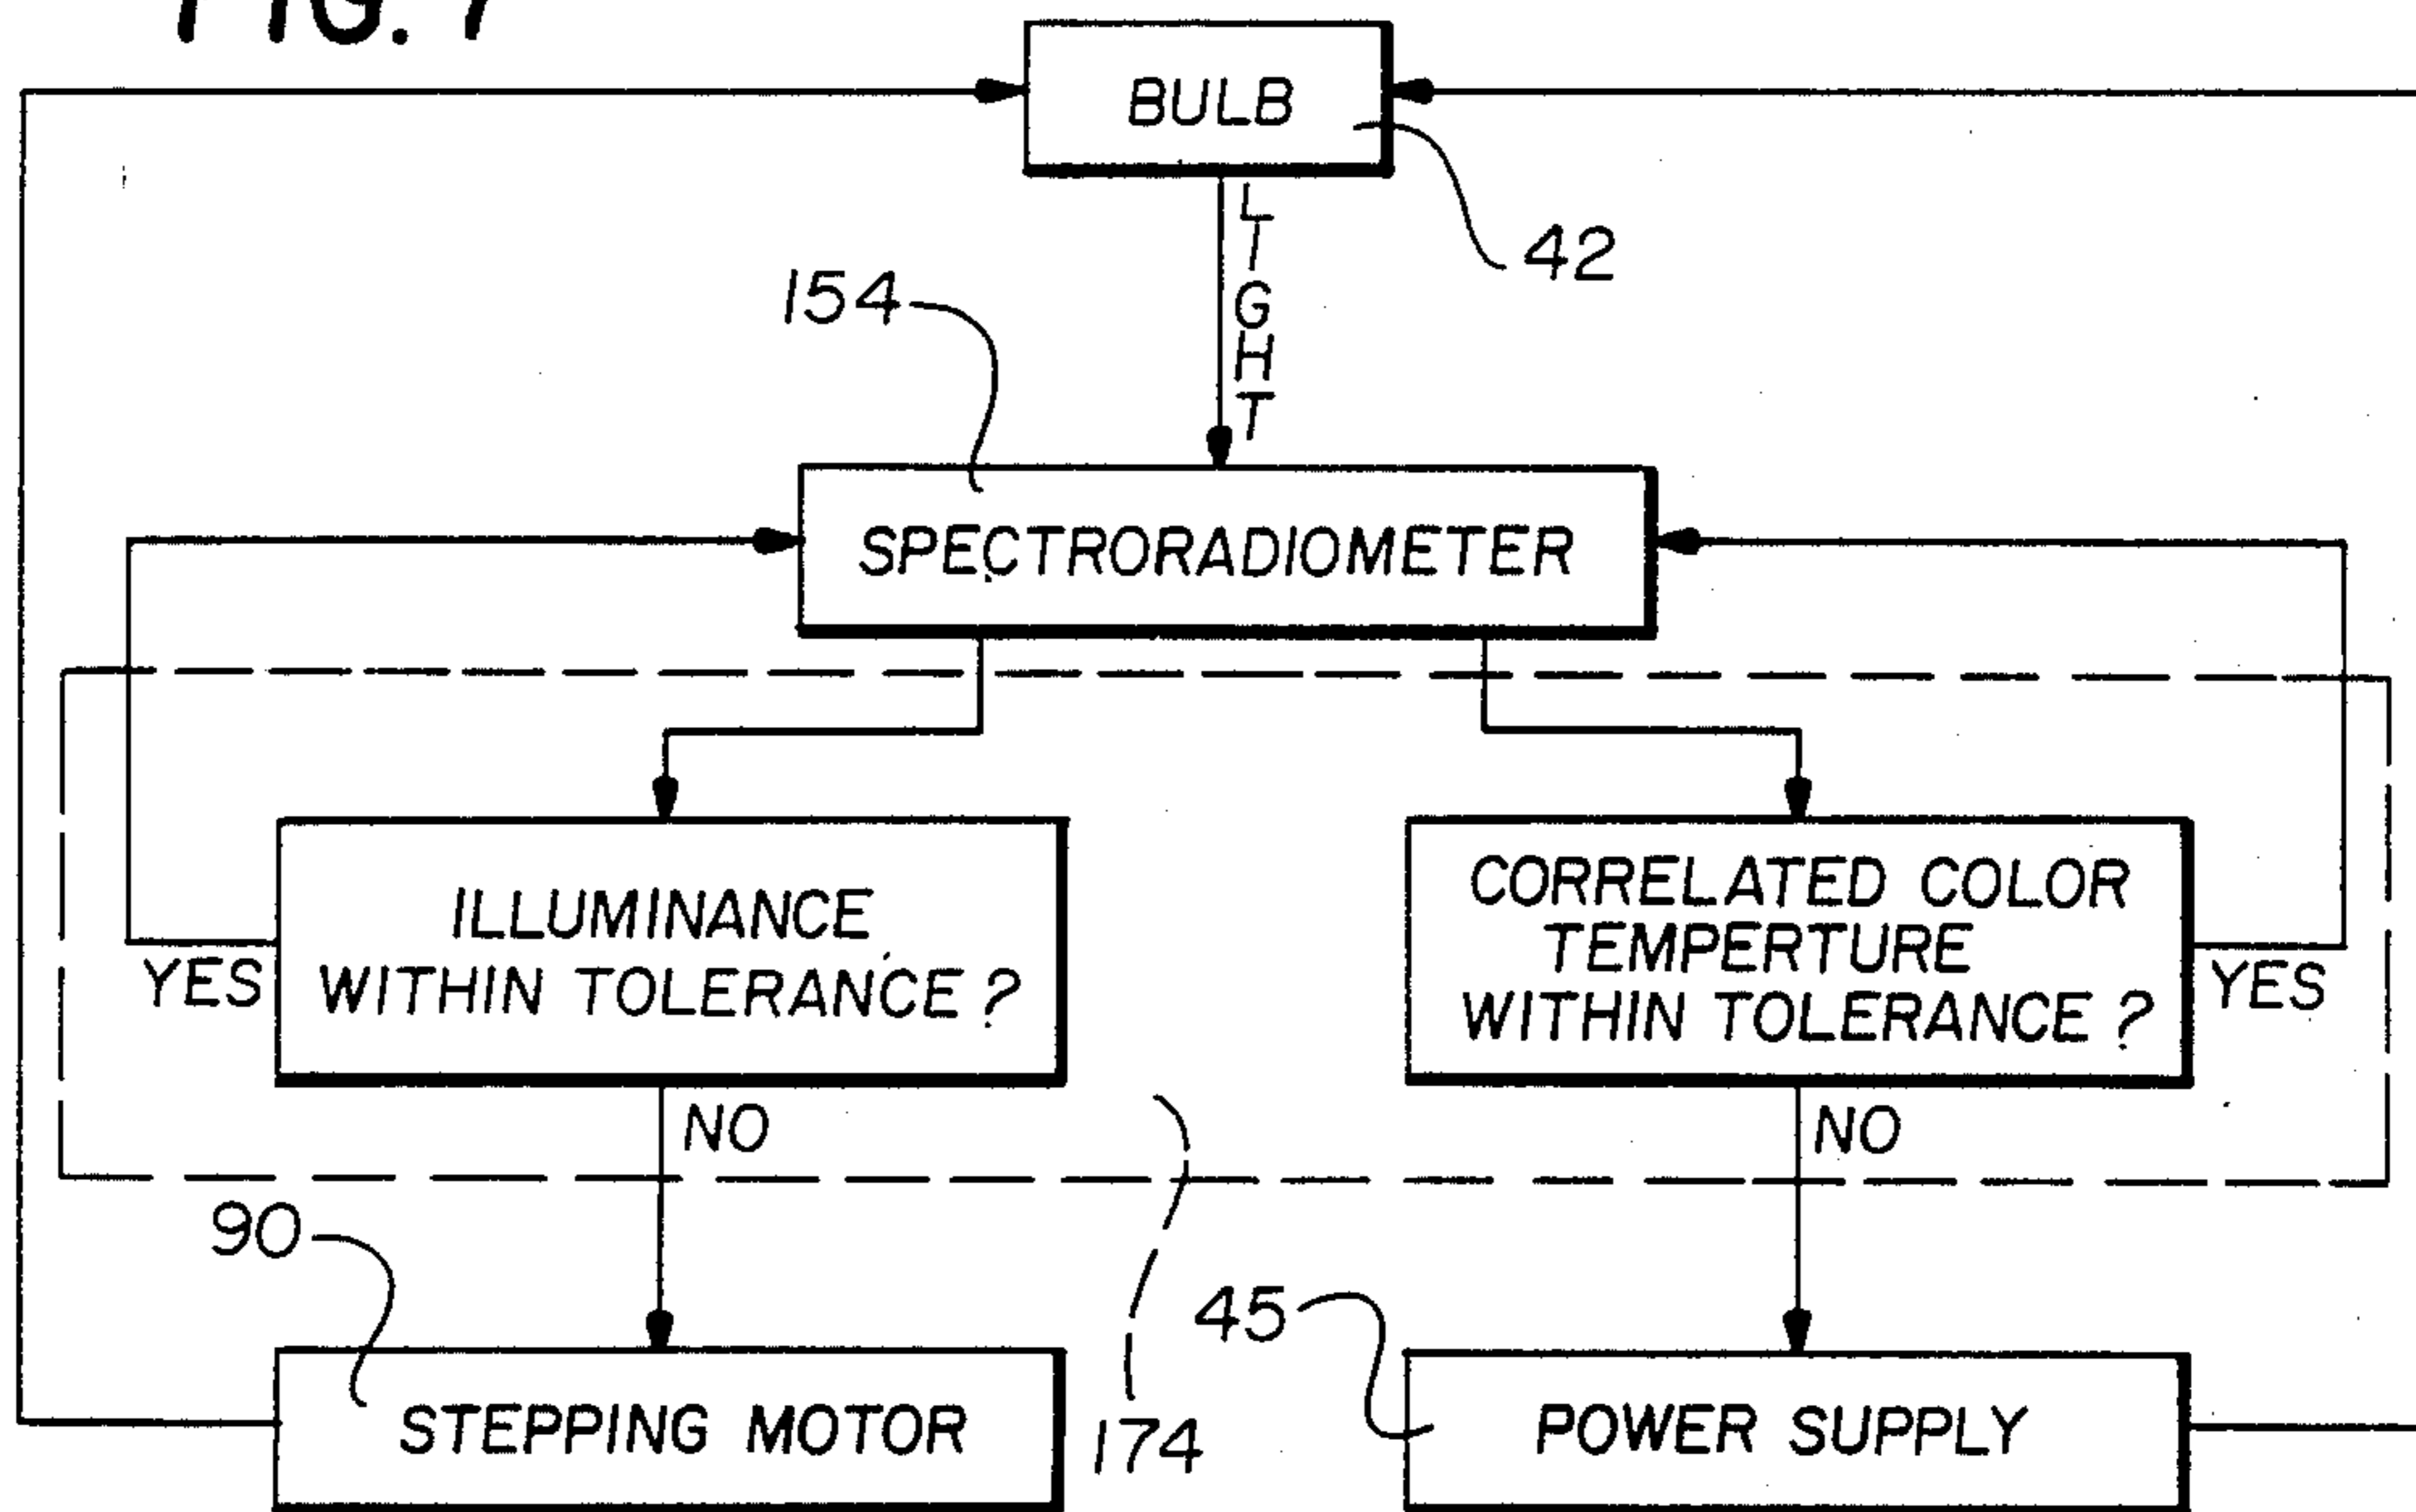 FIG. 7
BULB
42
LIGHT
154
SPECTRORADIOMETER
ILLUMINANCE
WITHIN TOLERANCE?
YES
NO
CORRELATED COLOR
TEMPERTURE
WITHIN TOLERANCE?
YES
NO
90
STEPPING MOTOR
174
45
POWER SUPPLY